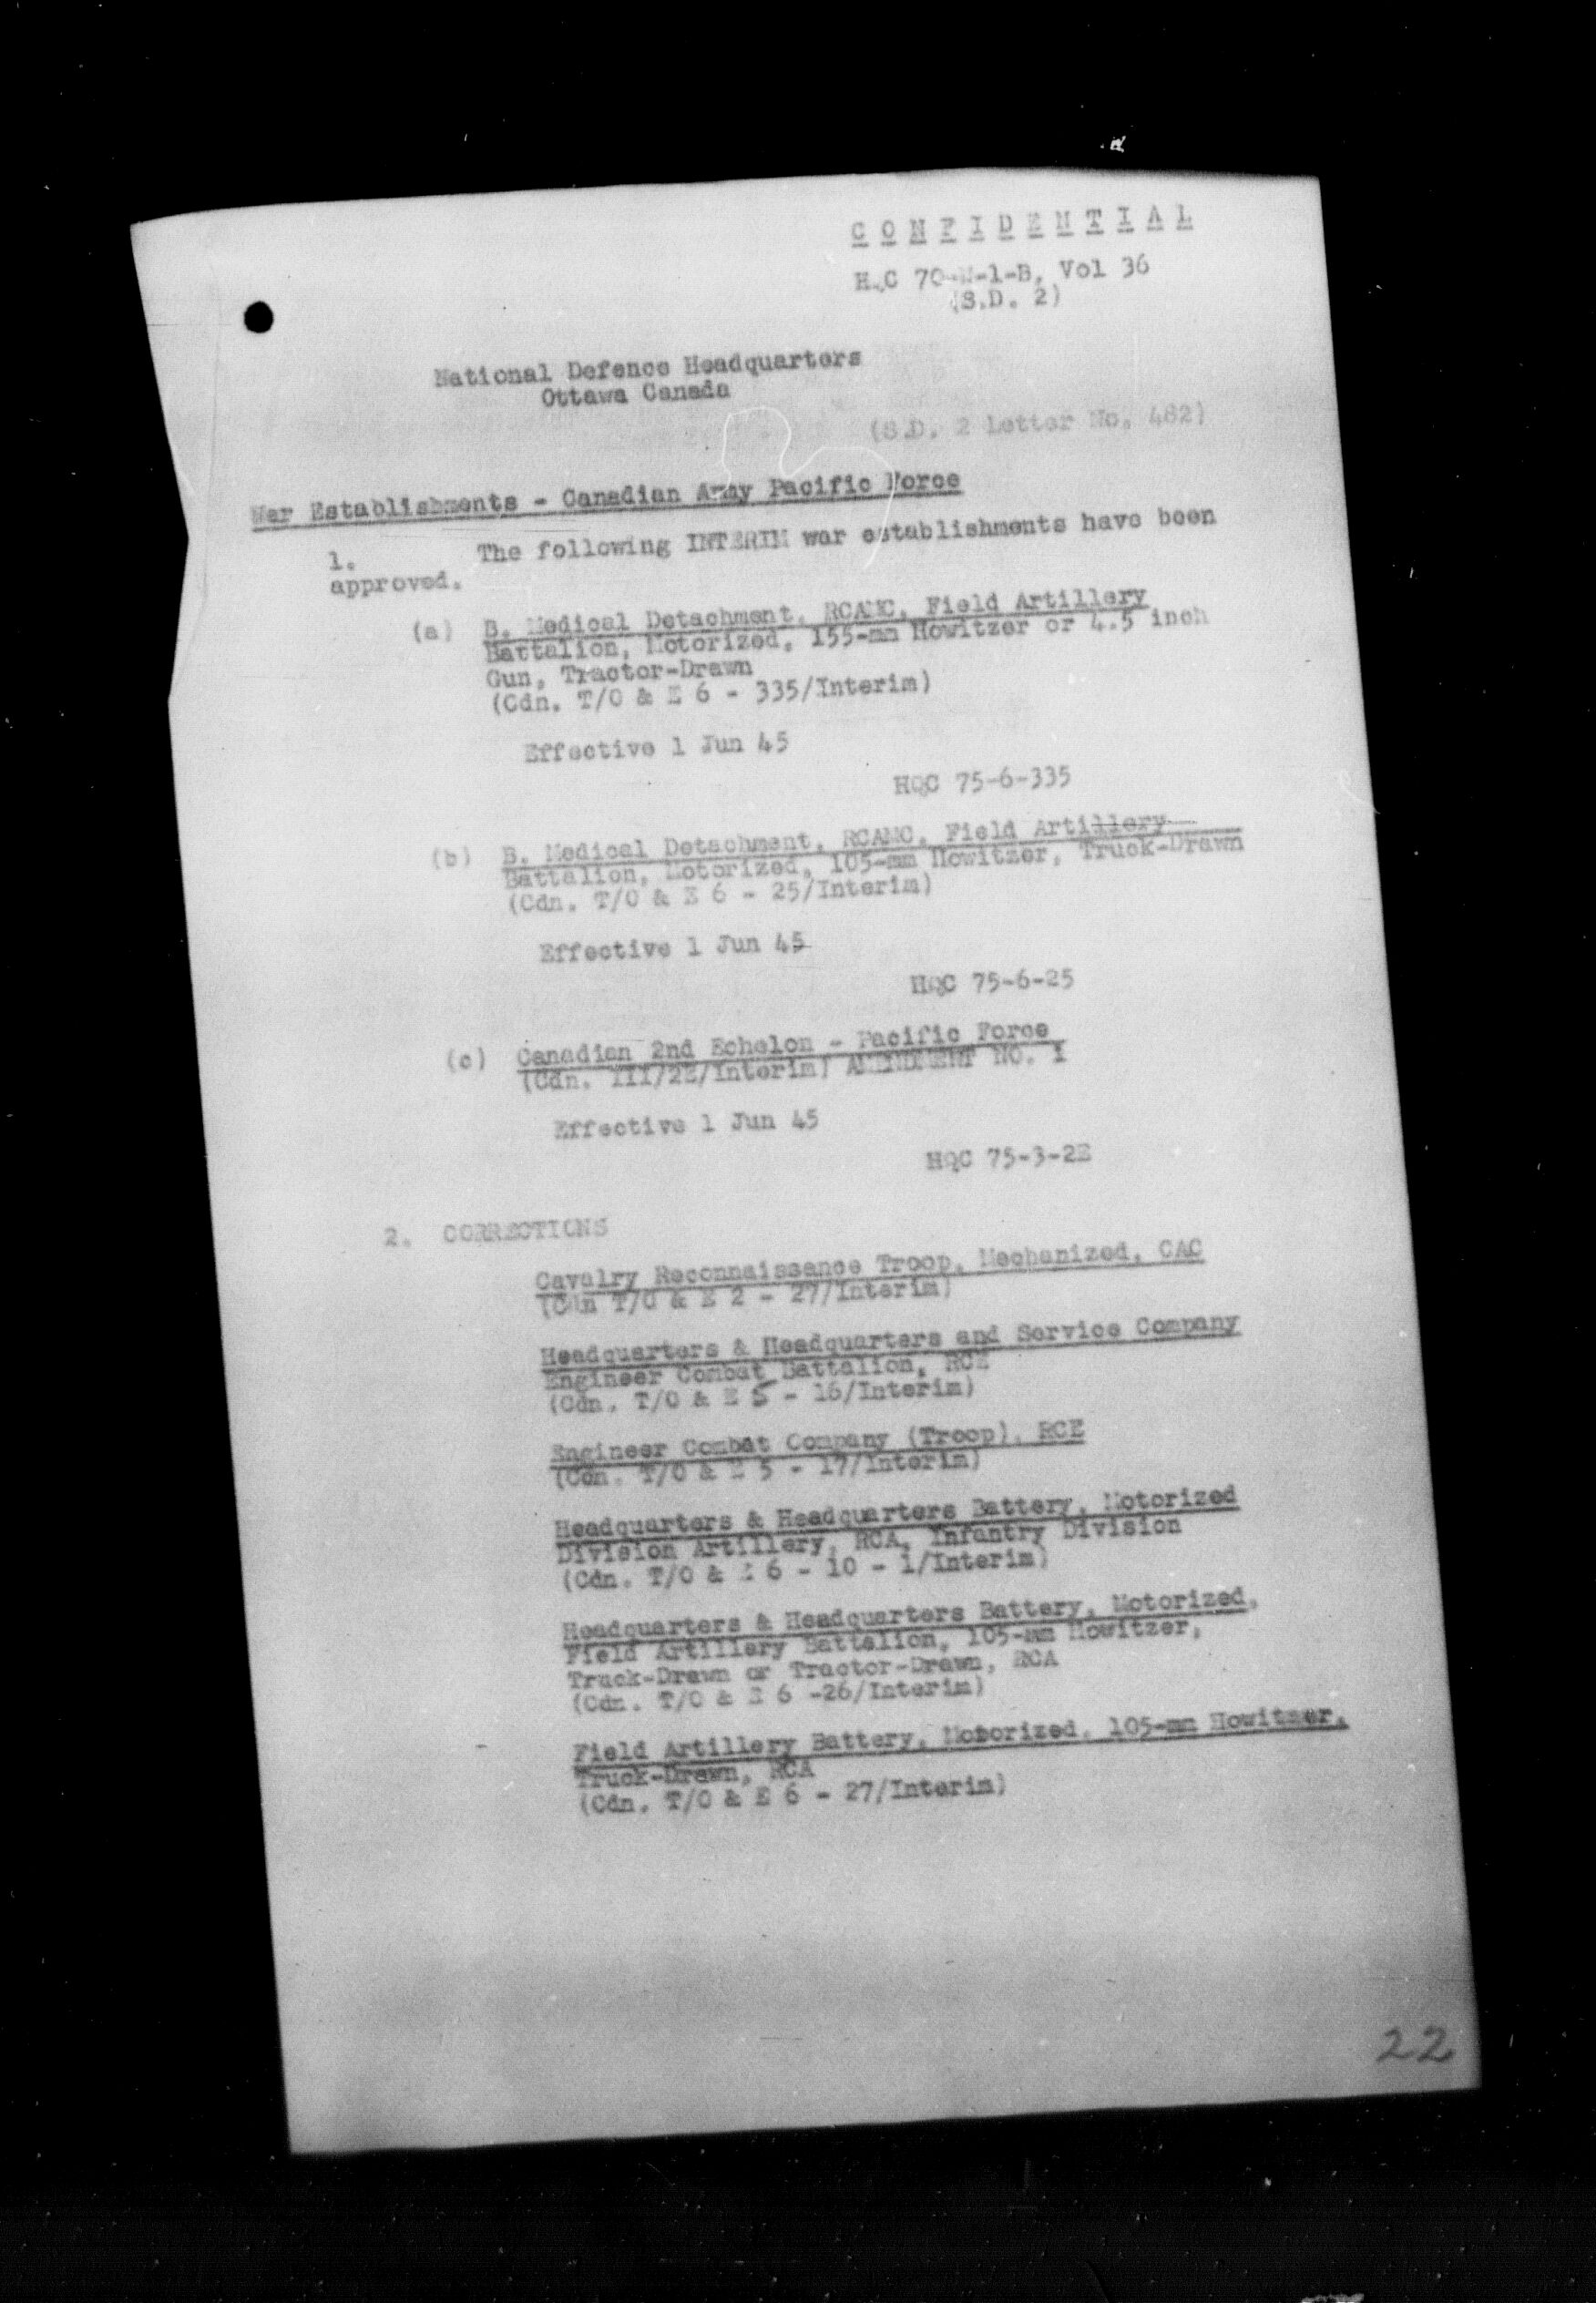 CONFIDENTIAL
HQC 70-W-1-B, Vol 36
(S.D. 2)
National Defence Headquarters
Ottawa Canada
(S.D. 2 Letter No. 482)
War Establishments - Canadian Army Pacific Force
1. The following INTERIM war establishments have been
approved.
(a) B. Medical Detachment, RCAMC, Field Artillery
Battalion, Motorized, 155-mm Howitzer or 4.5 inch
Gun, Tractor-Drawn
(Cdn. T/O & E 6 - 335/Interim)
Effective 1 Jun 45
HQC 75-6-335
(b) B. Medical Detachment, RCAMC, Field Artillery
Battalion, Motorized, 105-mm Howitzer, Truck-Drawn
(Cdn. T/O & E 6 - 25/Interim)
Effective 1 Jun 45
HQC 75-6-25
(c) Canadian 2nd Echelon - Pacific Force
(Cdn. III/2E/Interim) AMENDMENT NO. 1
Effective 1 Jun 45
HQC 75-3-2E
2. CORRECTIONS
Cavalry Reconnaissance Troop, Mechanized, CAC
(Cdn T/O & E 2 - 27/Interim)
Headquarters & Headquarters and Service Company
Engineer Combat Battalion, RCE
(Cdn. T/O & E 5 - 16/Interim)
Engineer Combat Company (Troop), RCE
(Cdn. T/O & E 5 - 17/Interim)
Headquarters & Headquarters Battery, Motorized
Division Artillery, RCA, Infantry Division
(Cdn. T/O & E 6 - 10 - 1/Interim)
Headquarters & Headquarters Battery, Motorized,
Field Artillery Battalion, 105-mm Howitzer,
Truck-Drawn or Tractor-Drawn, RCA
(Cdn. T/O & E 6 -26/Interim)
Field Artillery Battery, Motorized, 105-mm Howitzer,
Truck-Drawn, RCA
(Cdn. T/O & E 6 - 27/Interim)
22